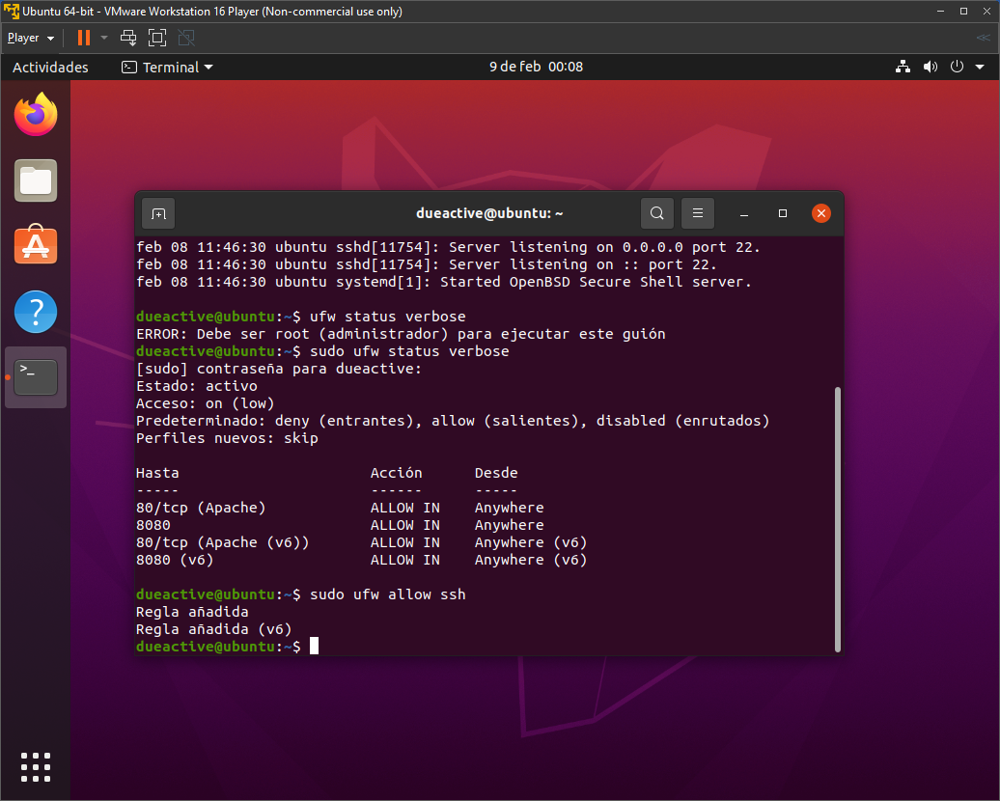 Ubuntu 64-bit - VMware Workstation 16 Player (Non-commercial use only)
Player
Actividades
Terminal
9 de feb 00:08
dueactive@ubuntu: ~
feb 08 11:46:30 ubuntu sshd[11754]: Server listening on 0.0.0.0 port 22.
feb 08 11:46:30 ubuntu sshd[11754]: Server listening on :: port 22.
feb 08 11:46:30 ubuntu systemd[1]: Started OpenBSD Secure Shell server.
dueactive@ubuntu:~$ ufw status verbose
ERROR: Debe ser root (administrador) para ejecutar este guión
dueactive@ubuntu:~$ sudo ufw status verbose
[sudo] contraseña para dueactive:
Estado: activo
Acceso: on (low)
Predeterminado: deny (entrantes), allow (salientes), disabled (enrutados)
Perfiles nuevos: skip
Hasta Acción Desde
----- ------ -----
80/tcp (Apache) ALLOW IN Anywhere
8080 ALLOW IN Anywhere
80/tcp (Apache (v6)) ALLOW IN Anywhere (v6)
8080 (v6) ALLOW IN Anywhere (v6)
dueactive@ubuntu:~$ sudo ufw allow ssh
Regla añadida
Regla añadida (v6)
dueactive@ubuntu:~$